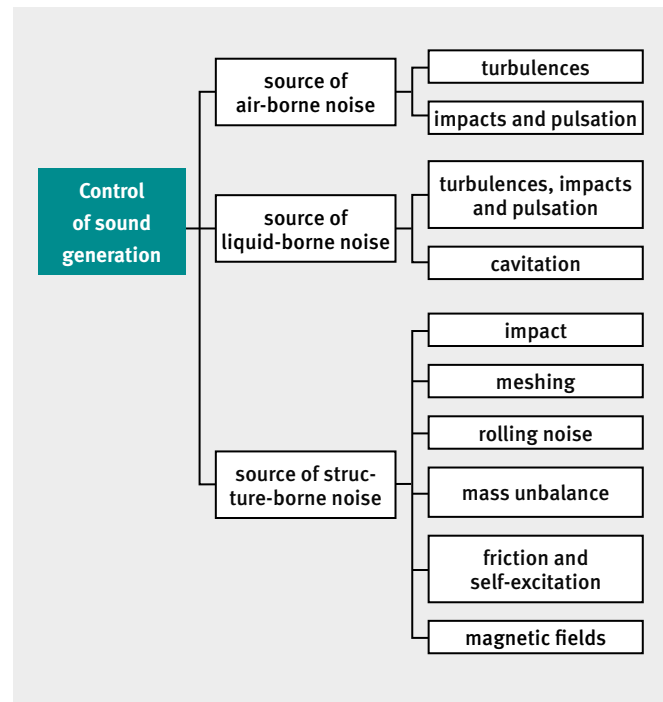 Control
of sound
generation
source of
air-borne noise
turbulences
impacts and pulsation
source of
liquid-borne noise
turbulences, impacts
and pulsation
cavitation
source of struc-
ture-borne noise
impact
meshing
rolling noise
mass unbalance
friction and
self-excitation
magnetic fields